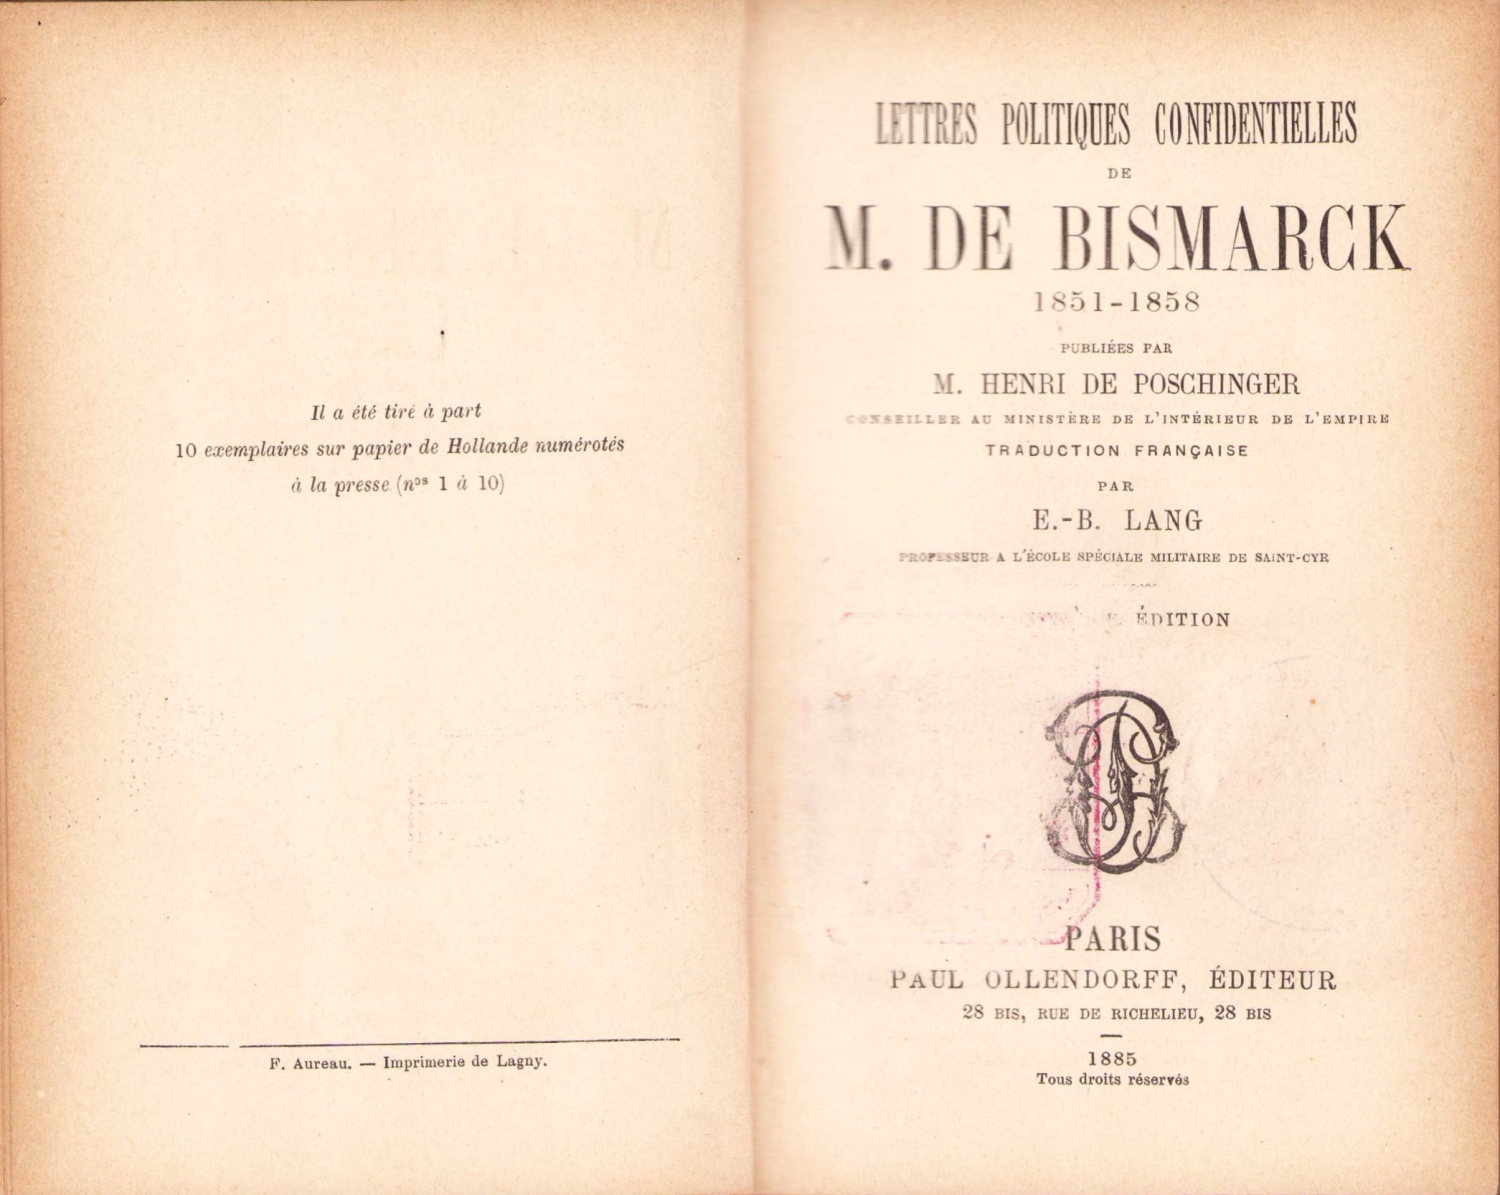 Il a été tiré à part
10 exemplaires sur papier de Hollande numérotés
à la presse (nos 1 à 10)
F. Aureau. — Imprimerie de Lagny.
LETTRES POLITIQUES CONFIDENTIELLES
DE
M. DE BISMARCK
1851-1858
PUBLIÉES PAR
M. HENRI DE POSCHINGER
CONSEILLER AU MINISTÈRE DE L'INTÉRIEUR DE L'EMPIRE
TRADUCTION FRANÇAISE
PAR
E.-B. LANG
PROFESSEUR A L'ÉCOLE SPÉCIALE MILITAIRE DE SAINT-CYR
ÉDITION
PARIS
PAUL OLLENDORFF, ÉDITEUR
28 BIS, RUE DE RICHELIEU, 28 BIS
1885
Tous droits réservés